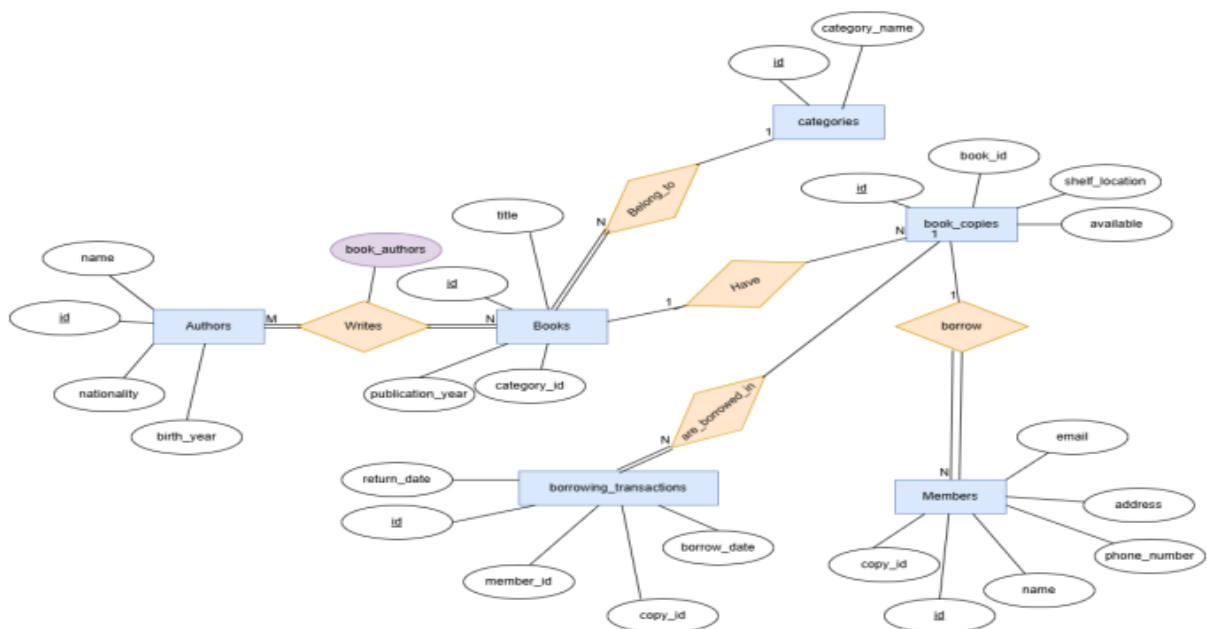 category_name
id
categories
1
book_id
id
shelf_location
Belong_to
book_copies
available
title
N
N
1
book_authors
name
id
Have
id
Authors
M
Writes
N
Books
1
1
borrow
nationality
publication_year
category_id
are_borrowed_in
birth_year
N
email
return_date
borrowing_transactions
N
Members
address
id
borrow_date
phone_number
member_id
copy_id
name
copy_id
id